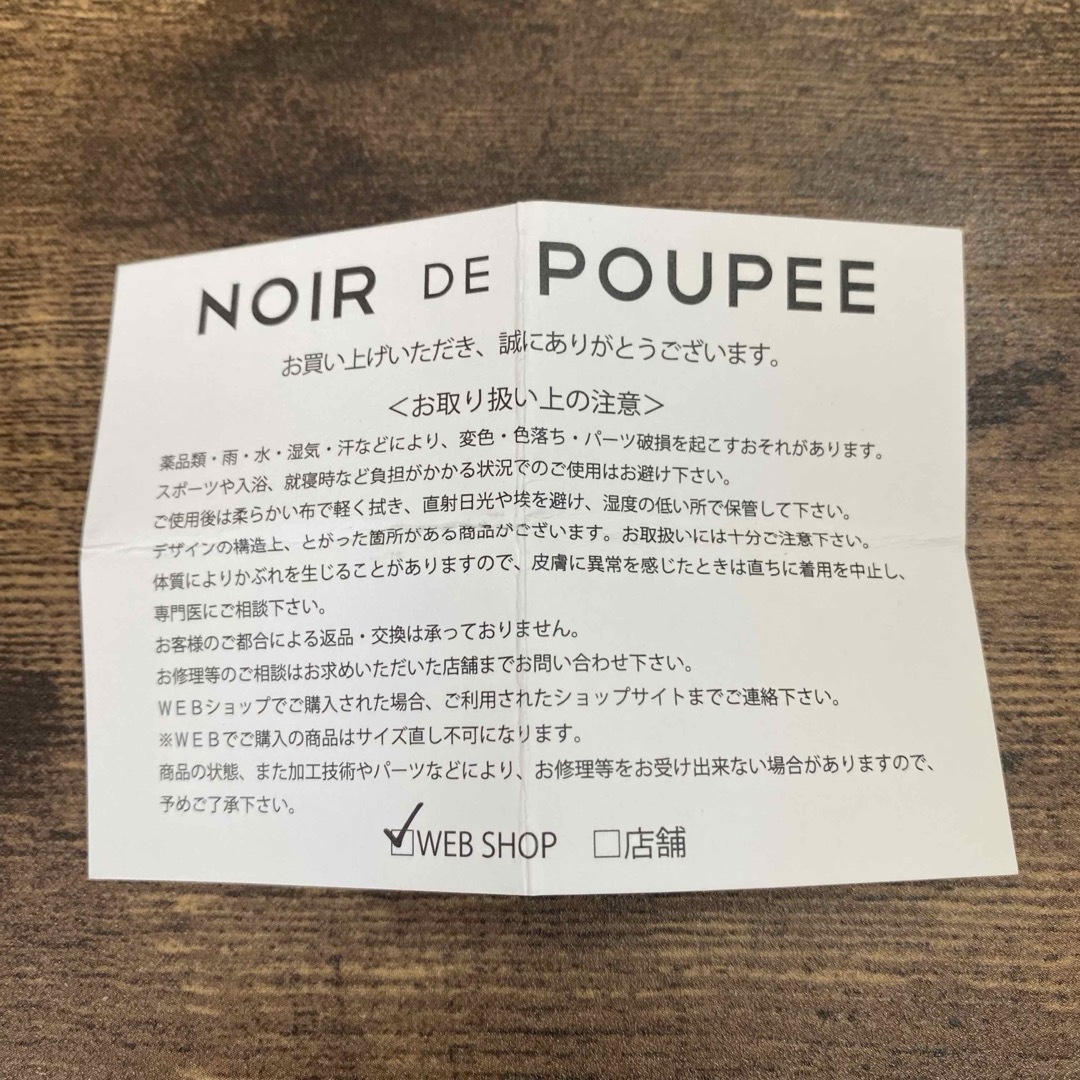 NOIR DE POUPEE
お買い上げいただき、誠にありがとうございます。
＜お取り扱い上の注意＞
薬品類・雨・水・湿気・汗などにより、変色・色落ち・パーツ破損を起こすおそれがあります。
スポーツや入浴、就寝時など負担がかかる状況でのご使用はお避け下さい。
ご使用後は柔らかい布で軽く拭き、直射日光や埃を避け、湿度の低い所で保管して下さい。
デザインの構造上、とがった箇所がある商品がございます。お取扱いには十分ご注意下さい。
体質によりかぶれを生じることがありますので、皮膚に異常を感じたときは直ちに着用を中止し、
専門医にご相談下さい。
お客様のご都合による返品・交換は承っておりません。
お修理等のご相談はお求めいただいた店舗までお問い合わせ下さい。
ＷＥＢショップでご購入された場合、ご利用されたショップサイトまでご連絡下さい。
※ＷＥＢでご購入の商品はサイズ直し不可になります。
商品の状態、また加工技術やパーツなどにより、お修理等をお受け出来ない場合がありますので、
予めご了承下さい。
☑WEB SHOP □店舗